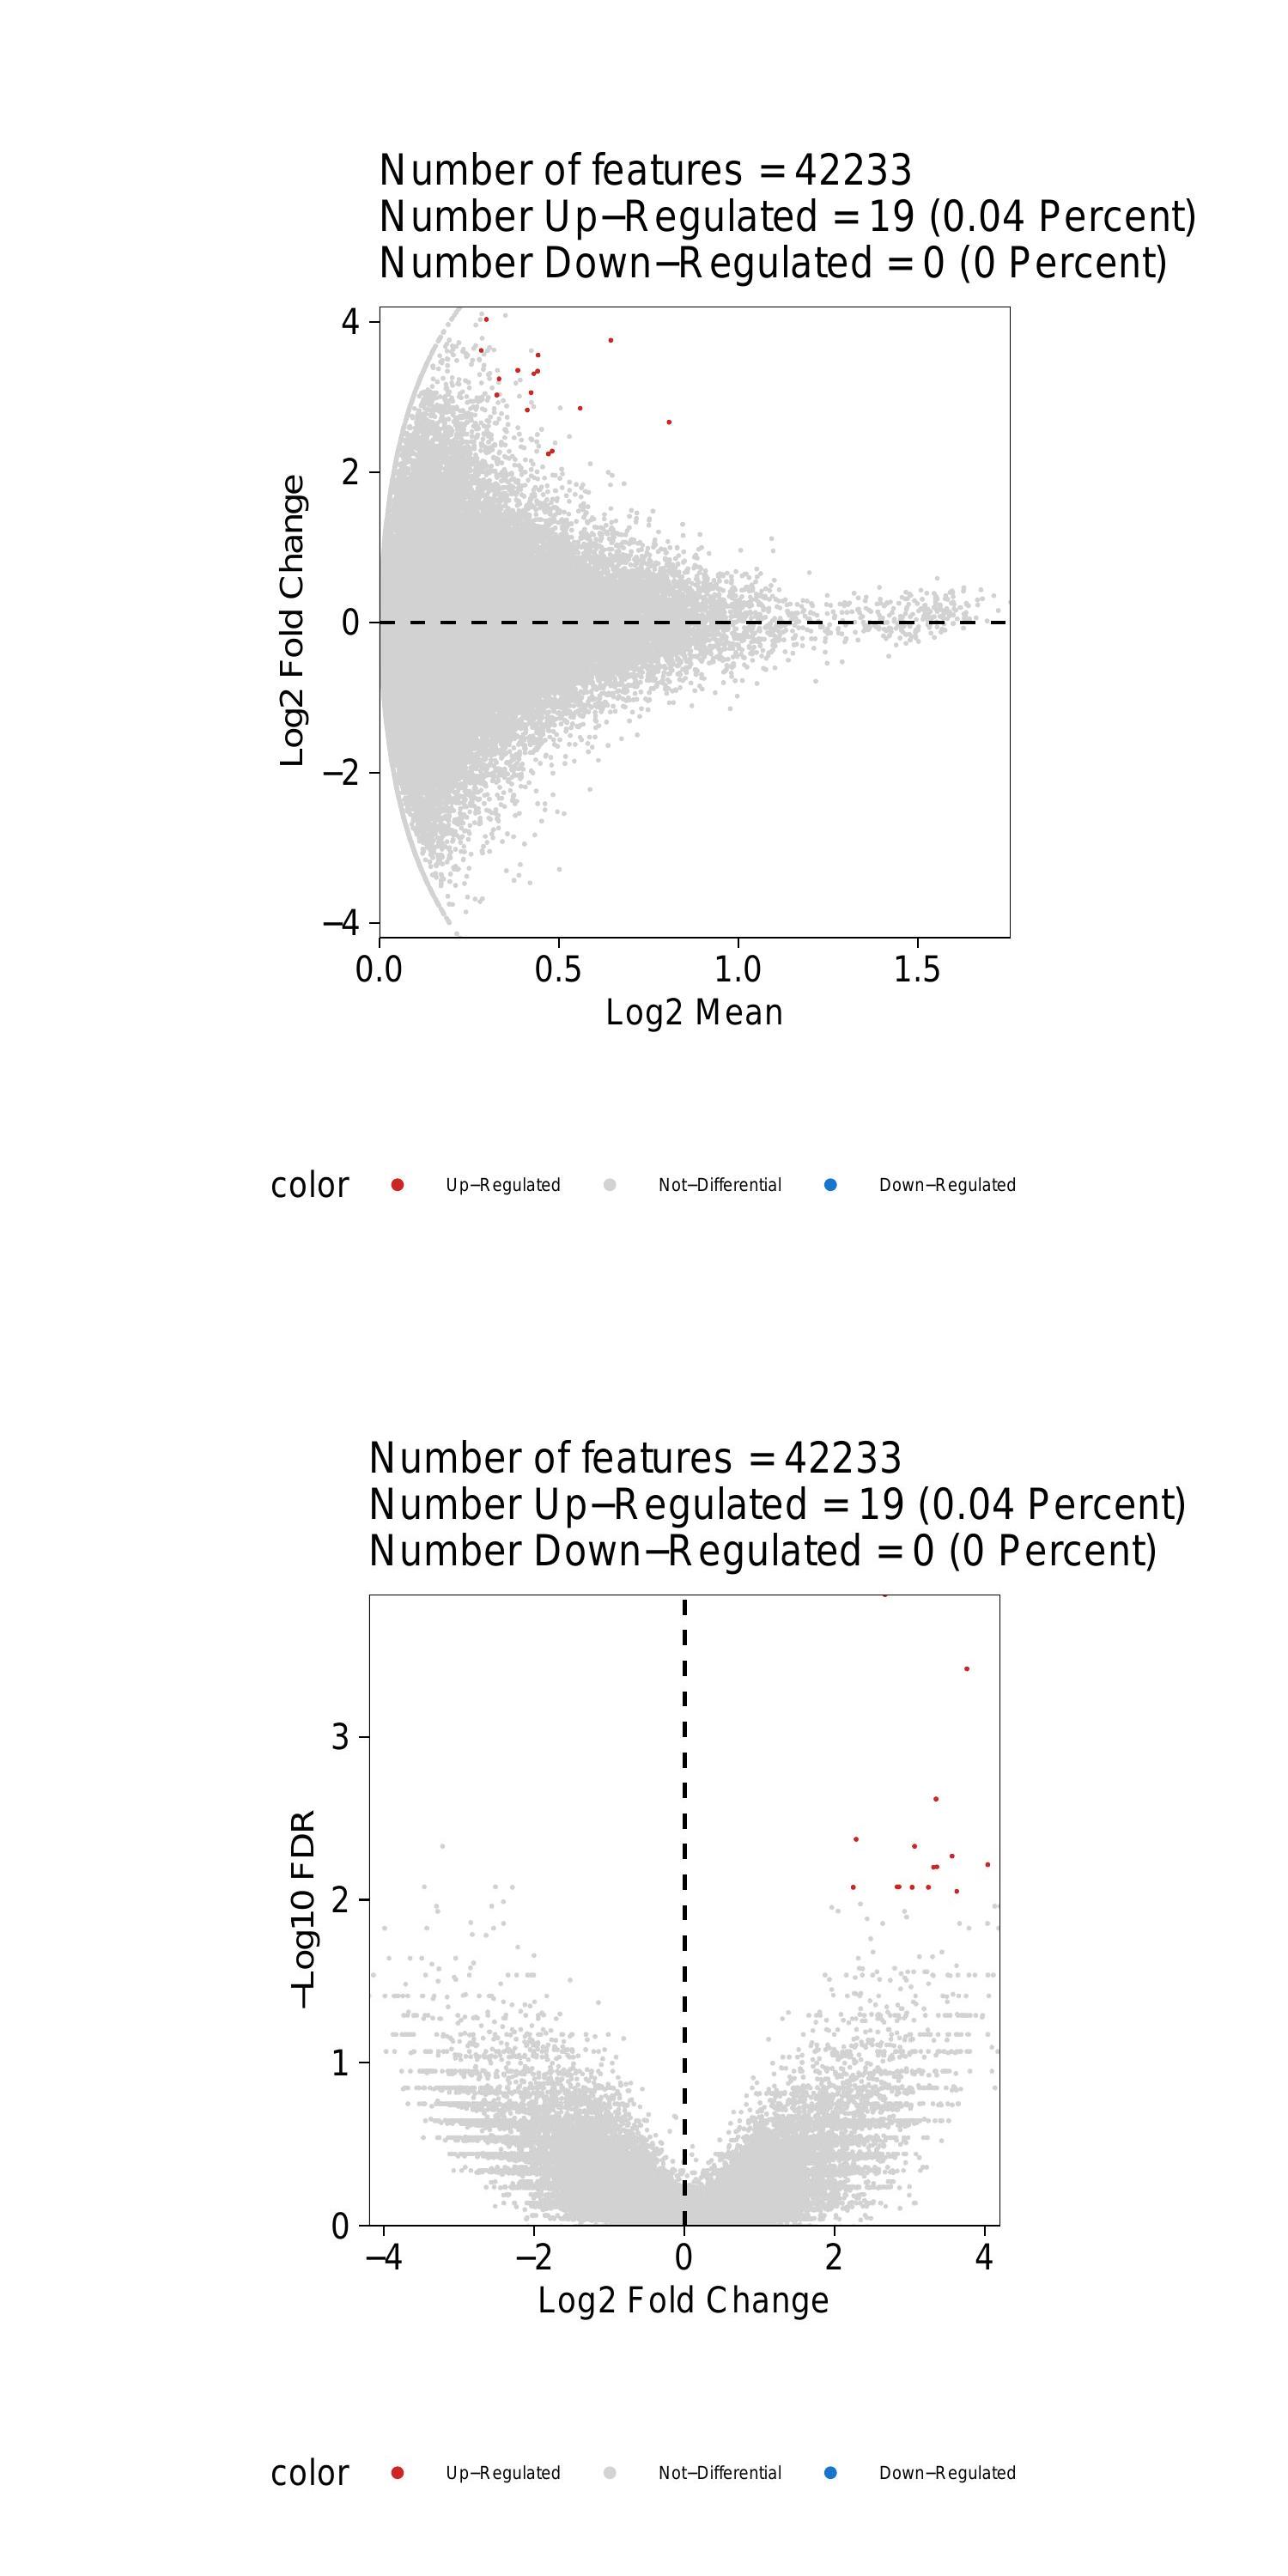 Number of features = 42233
Number Up−Regulated = 19 (0.04 Percent)
Number Down−Regulated = 0 (0 Percent)
4
2
0
−2
−4
Log2 Fold Change
0.0 0.5 1.0 1.5
Log2 Mean
color Up−Regulated Not−Differential Down−Regulated
Number of features = 42233
Number Up−Regulated = 19 (0.04 Percent)
Number Down−Regulated = 0 (0 Percent)
3
2
1
0
−Log10 FDR
−4 −2 0 2 4
Log2 Fold Change
color Up−Regulated Not−Differential Down−Regulated